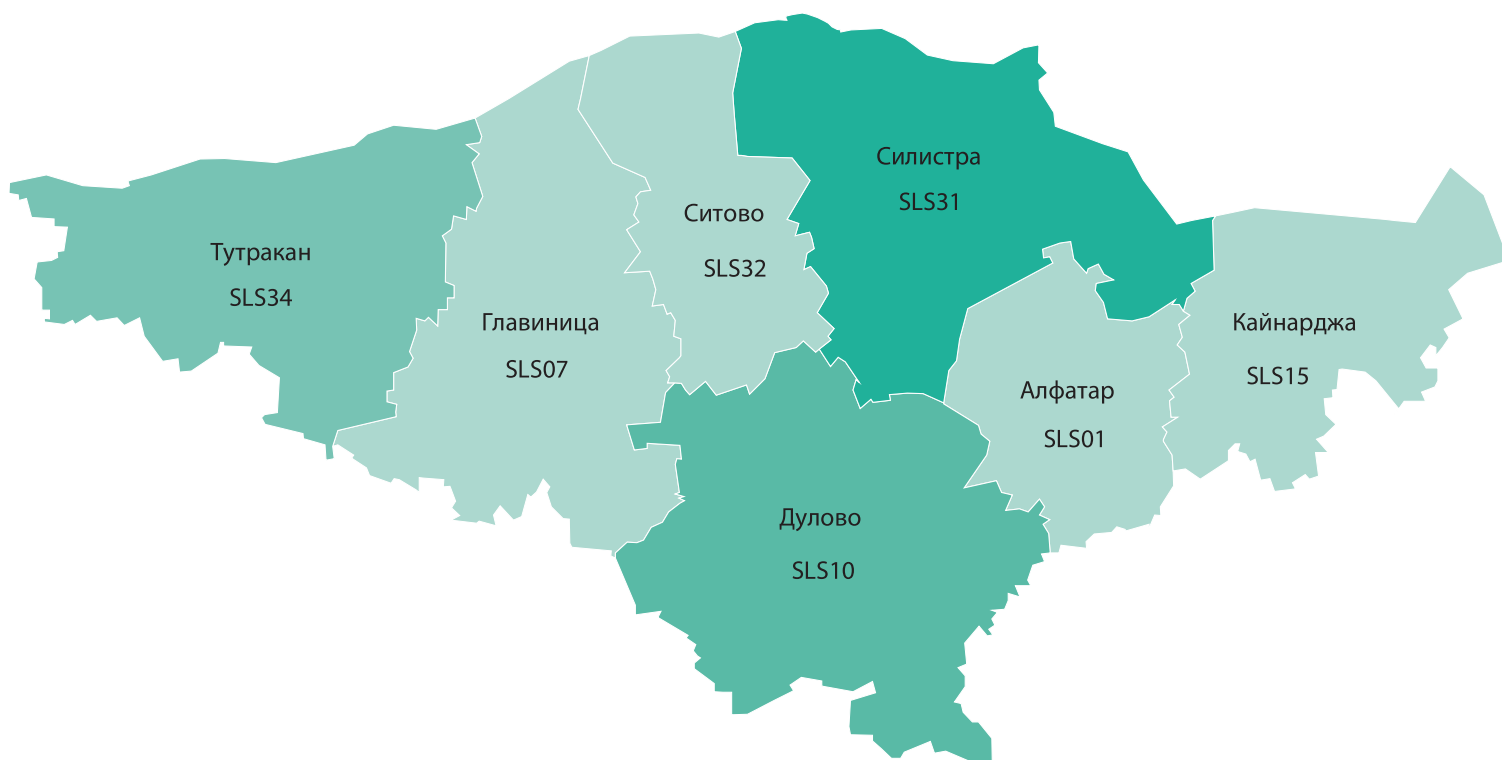 Тутракан
SLS34
Главиница
SLS07
Ситово
SLS32
Силистра
SLS31
Дулово
SLS10
Алфатар
SLS01
Кайнарджа
SLS15